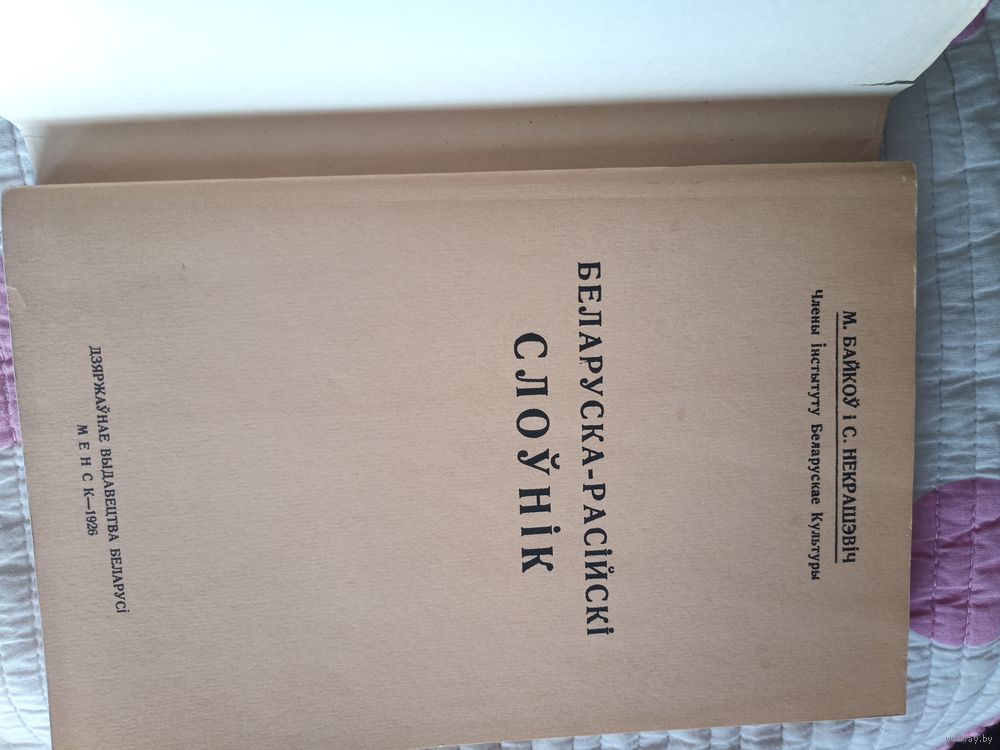 М. БАЙКОЎ і С. НЕКРАШЭВІЧ
Члены Інстытуту Беларускае Культуры
БЕЛАРУСКА-РАСІЙСКІ
СЛОЎНІК
ДЗЯРЖАЎНАЕ ВЫДАВЕЦТВА БЕЛАРУСІ
МЕНСК—1926